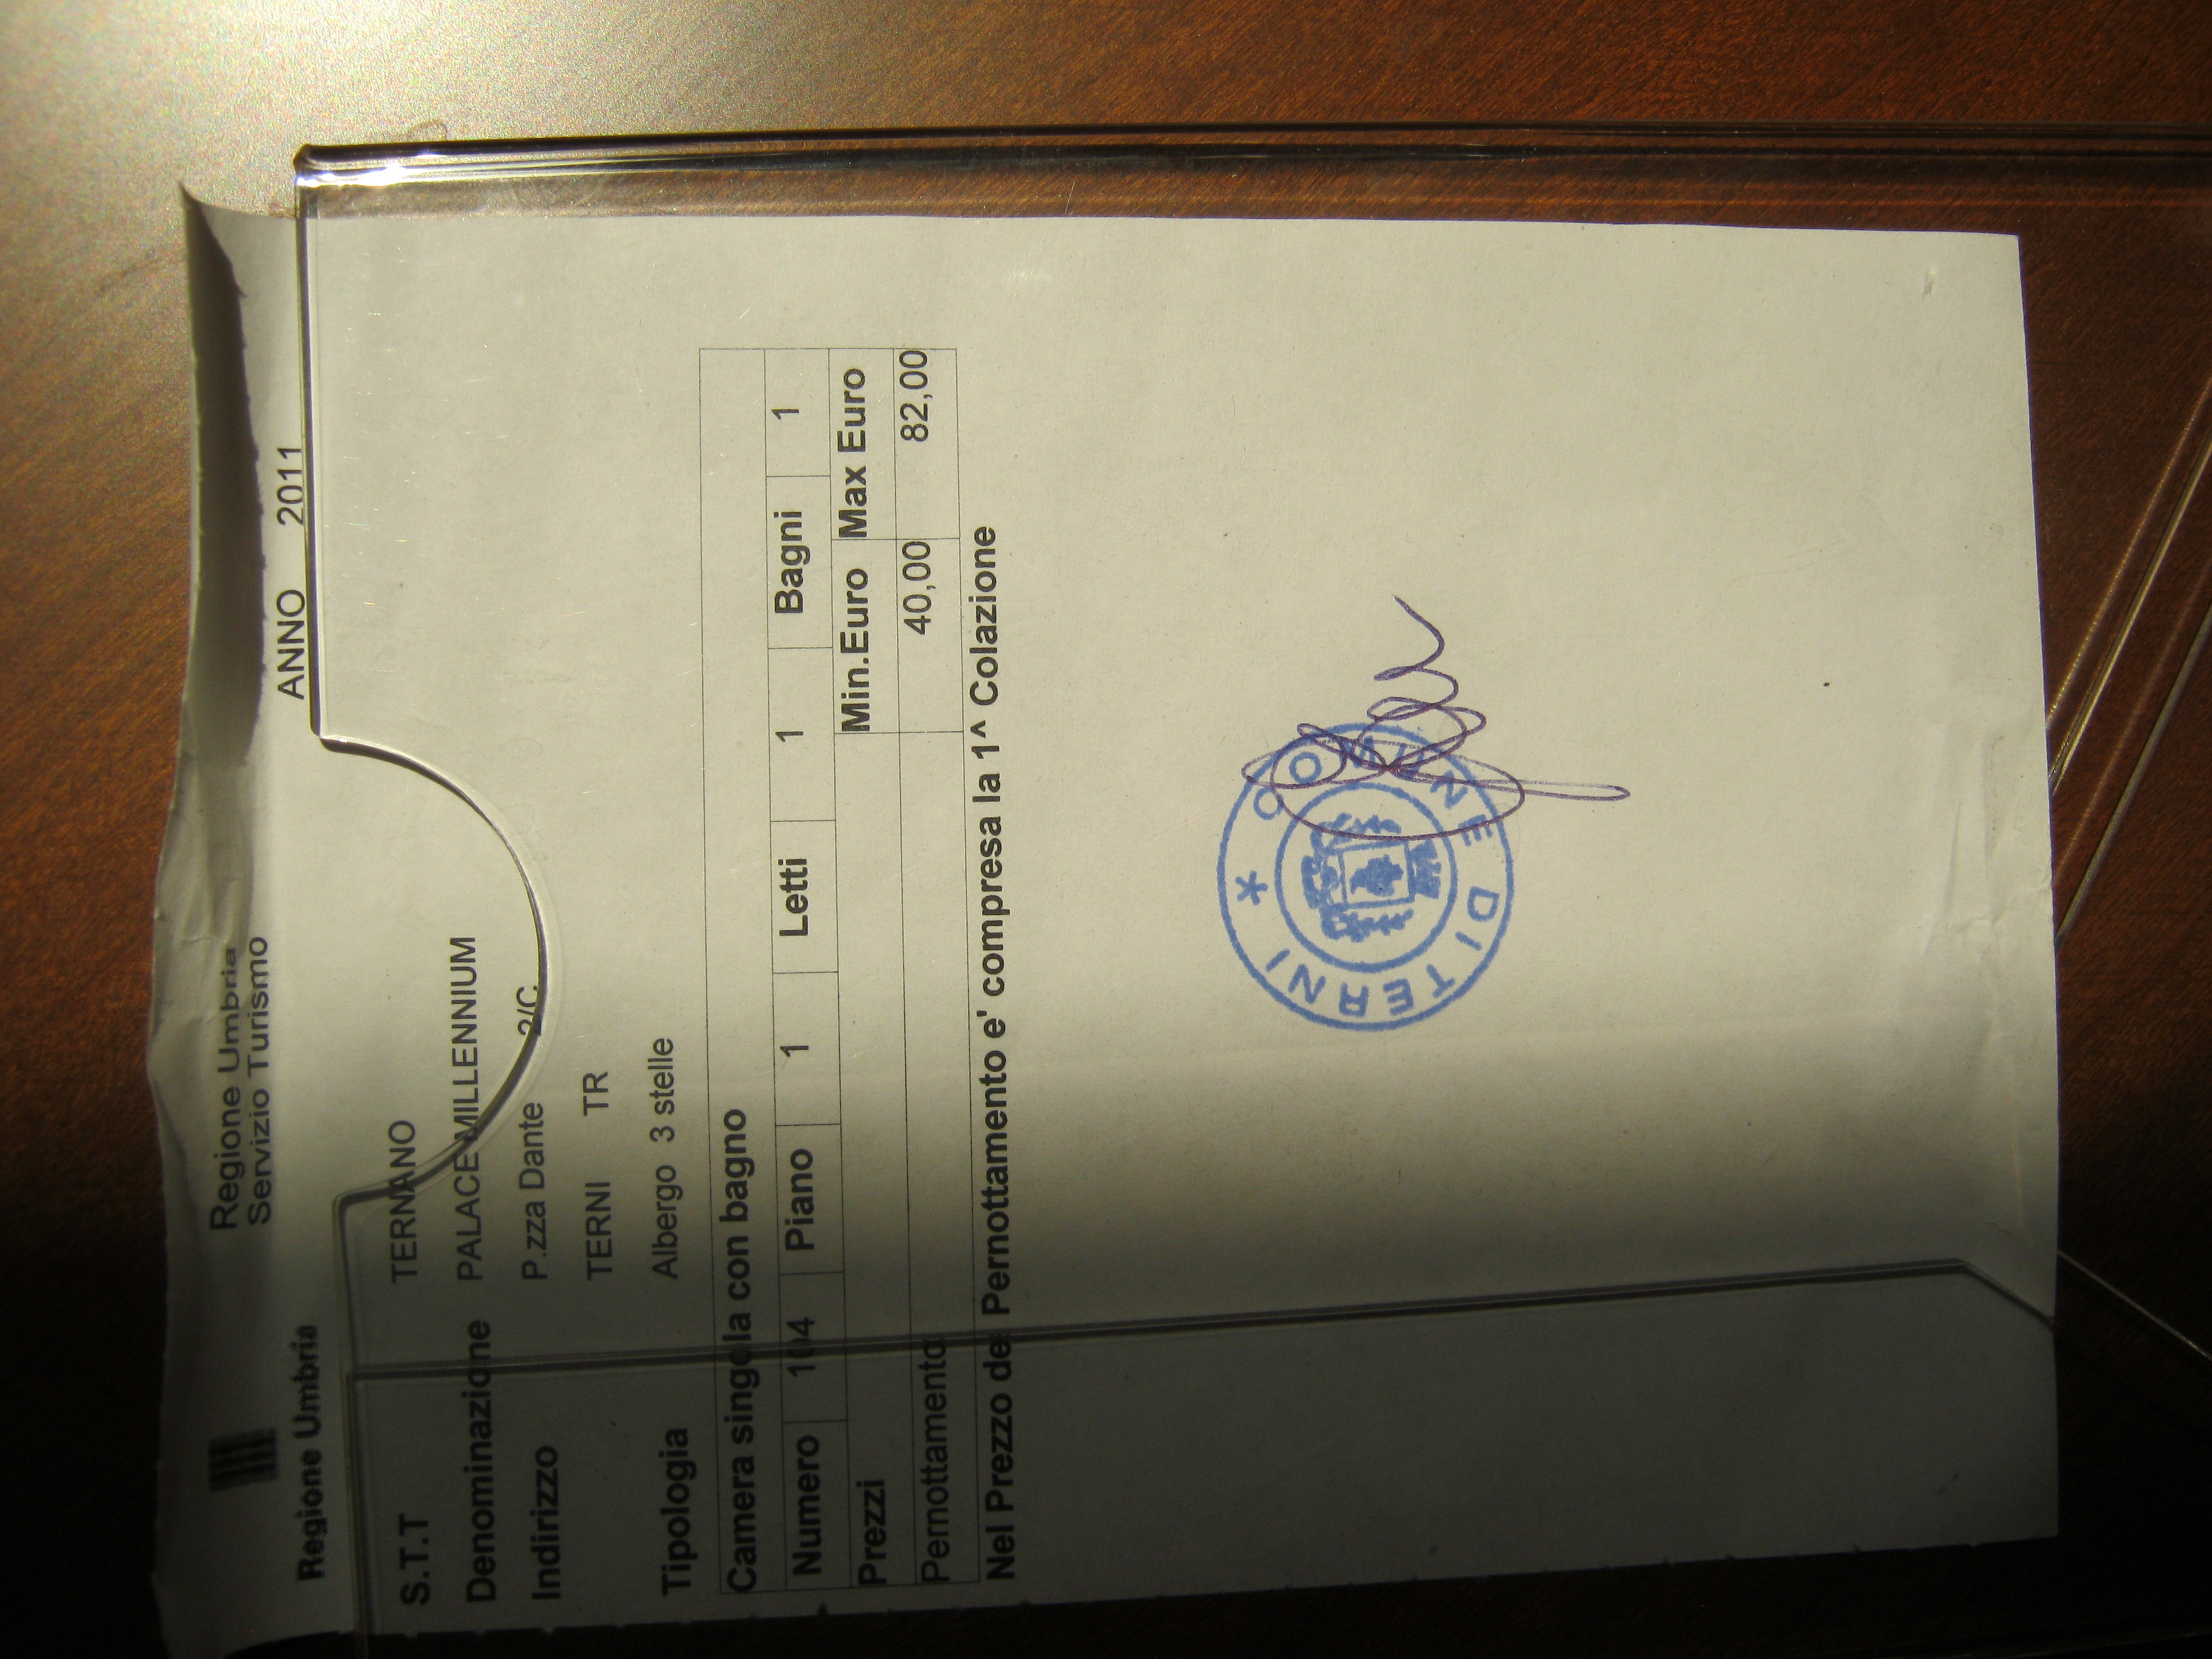 Regione Umbria
Servizio Turismo
Regione Umbria
ANNO 2011
S.T.T TERNANO
Denominazione PALACE MILLENNIUM
Indirizzo P.zza Dante 2/C
TERNI TR
Tipologia Albergo 3 stelle
Camera singola con bagno
Numero 104 Piano 1 Letti 1 Bagni 1
Prezzi Min.Euro Max Euro
Pernottamento 40,00 82,00
Nel Prezzo del Pernottamento e' compresa la 1^ Colazione
COMUNE DI TERNI *